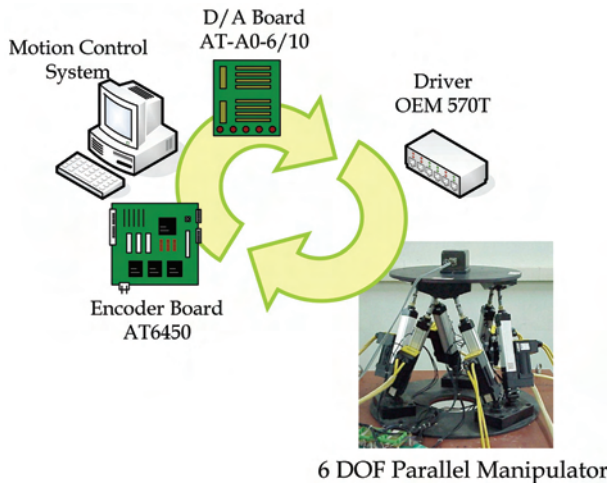 D/A Board
AT-A0-6/10
Motion Control
System
Driver
OEM 570T
Encoder Board
AT6450
6 DOF Parallel Manipulator